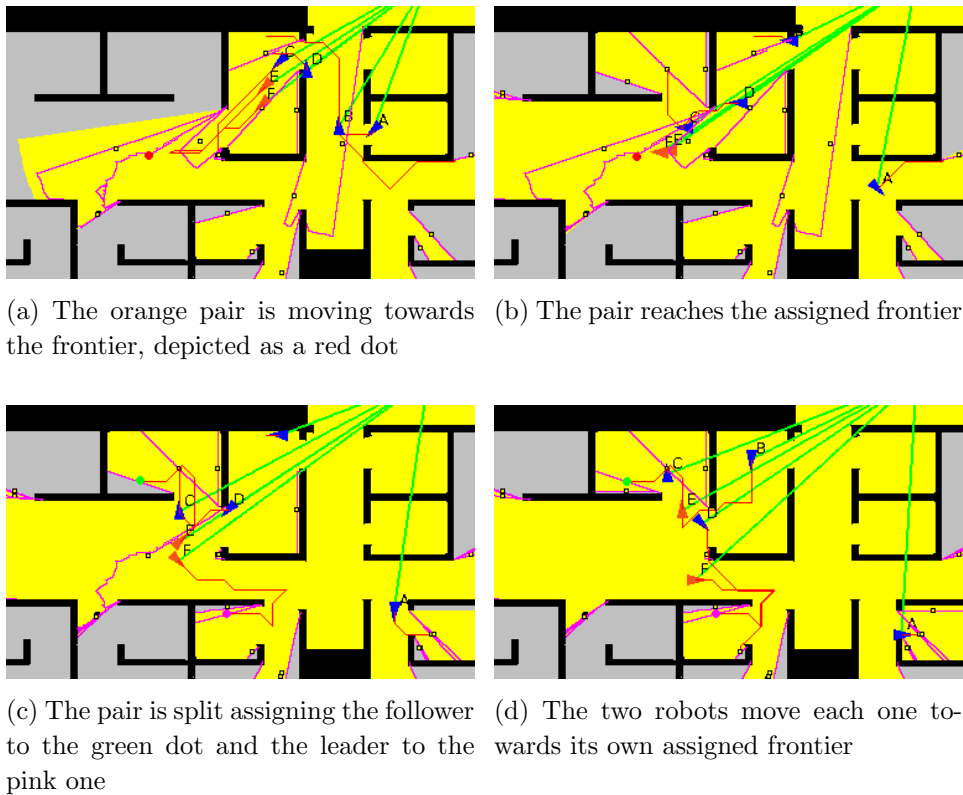 C
D
E
F
B
A
B
D
C
F
E
A
(a) The orange pair is moving towards
the frontier, depicted as a red dot
(b) The pair reaches the assigned frontier
C
D
E
F
A
B
C
E
D
F
A
(c) The pair is split assigning the follower
to the green dot and the leader to the
pink one
(d) The two robots move each one to-
wards its own assigned frontier